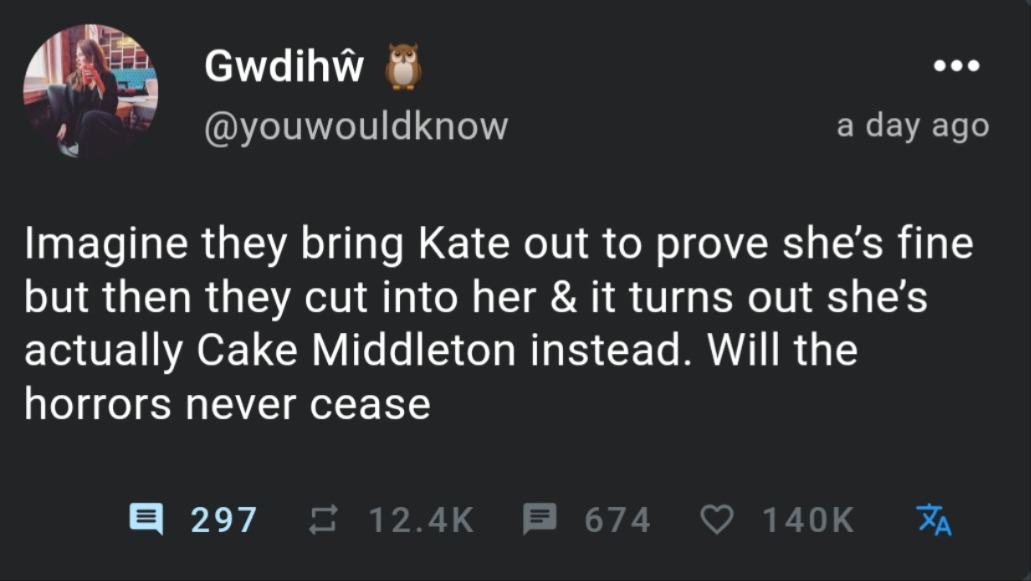 Gwdihŵ 🦉
@youwouldknow
a day ago
Imagine they bring Kate out to prove she’s fine
but then they cut into her & it turns out she’s
actually Cake Middleton instead. Will the
horrors never cease
297 12.4K 674 140K